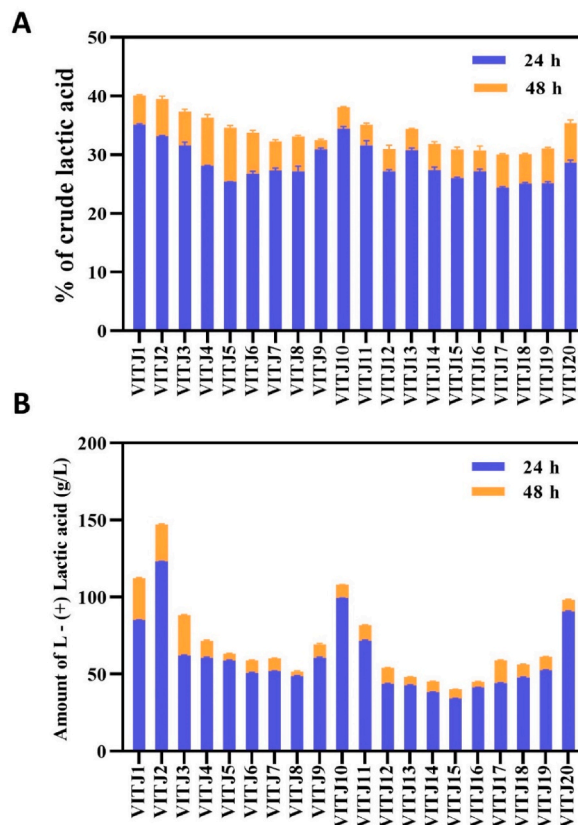 A
% of crude lactic acid
50
40
30
20
10
0
24 h
48 h
VITJ1
VITJ2
VITJ3
VITJ4
VITJ5
VITJ6
VITJ7
VITJ8
VITJ9
VITJ10
VITJ11
VITJ12
VITJ13
VITJ14
VITJ15
VITJ16
VITJ17
VITJ18
VITJ19
VITJ20
B
Amount of L - (+) Lactic acid (g/L)
200
150
100
50
0
24 h
48 h
VITJ1
VITJ2
VITJ3
VITJ4
VITJ5
VITJ6
VITJ7
VITJ8
VITJ9
VITJ10
VITJ11
VITJ12
VITJ13
VITJ14
VITJ15
VITJ16
VITJ17
VITJ18
VITJ19
VITJ20